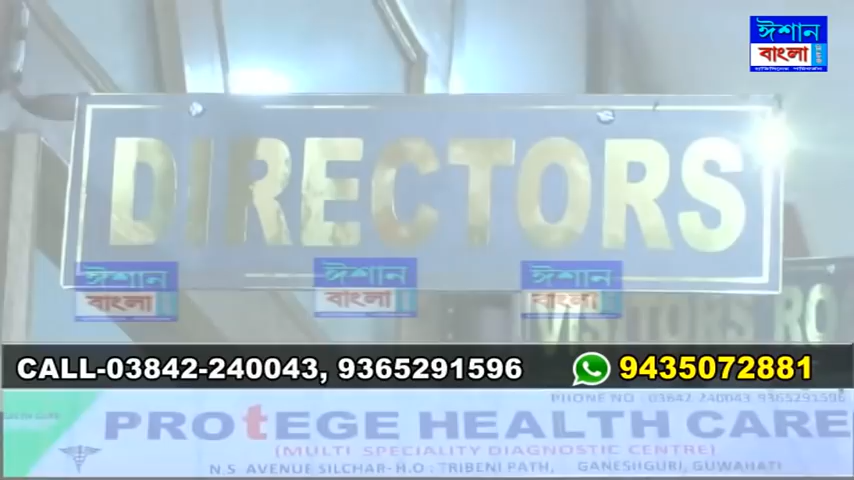 ঈশান
বাংলা
DIRECTORS
ঈশান
বাংলা
ঈশান
বাংলা
ঈশান
বাংলা
VISITORS RO
CALL-03842-240043, 9365291596
9435072881
PHONE NO : 03842 240043 9365291596
PROtEGE HEALTH CARE
(MULTI SPECIALITY DIAGNOSTIC CENTRE)
N.S AVENUE SILCHAR-H.O : TRIBENI PATH, GANESHGURI, GUWAHATI